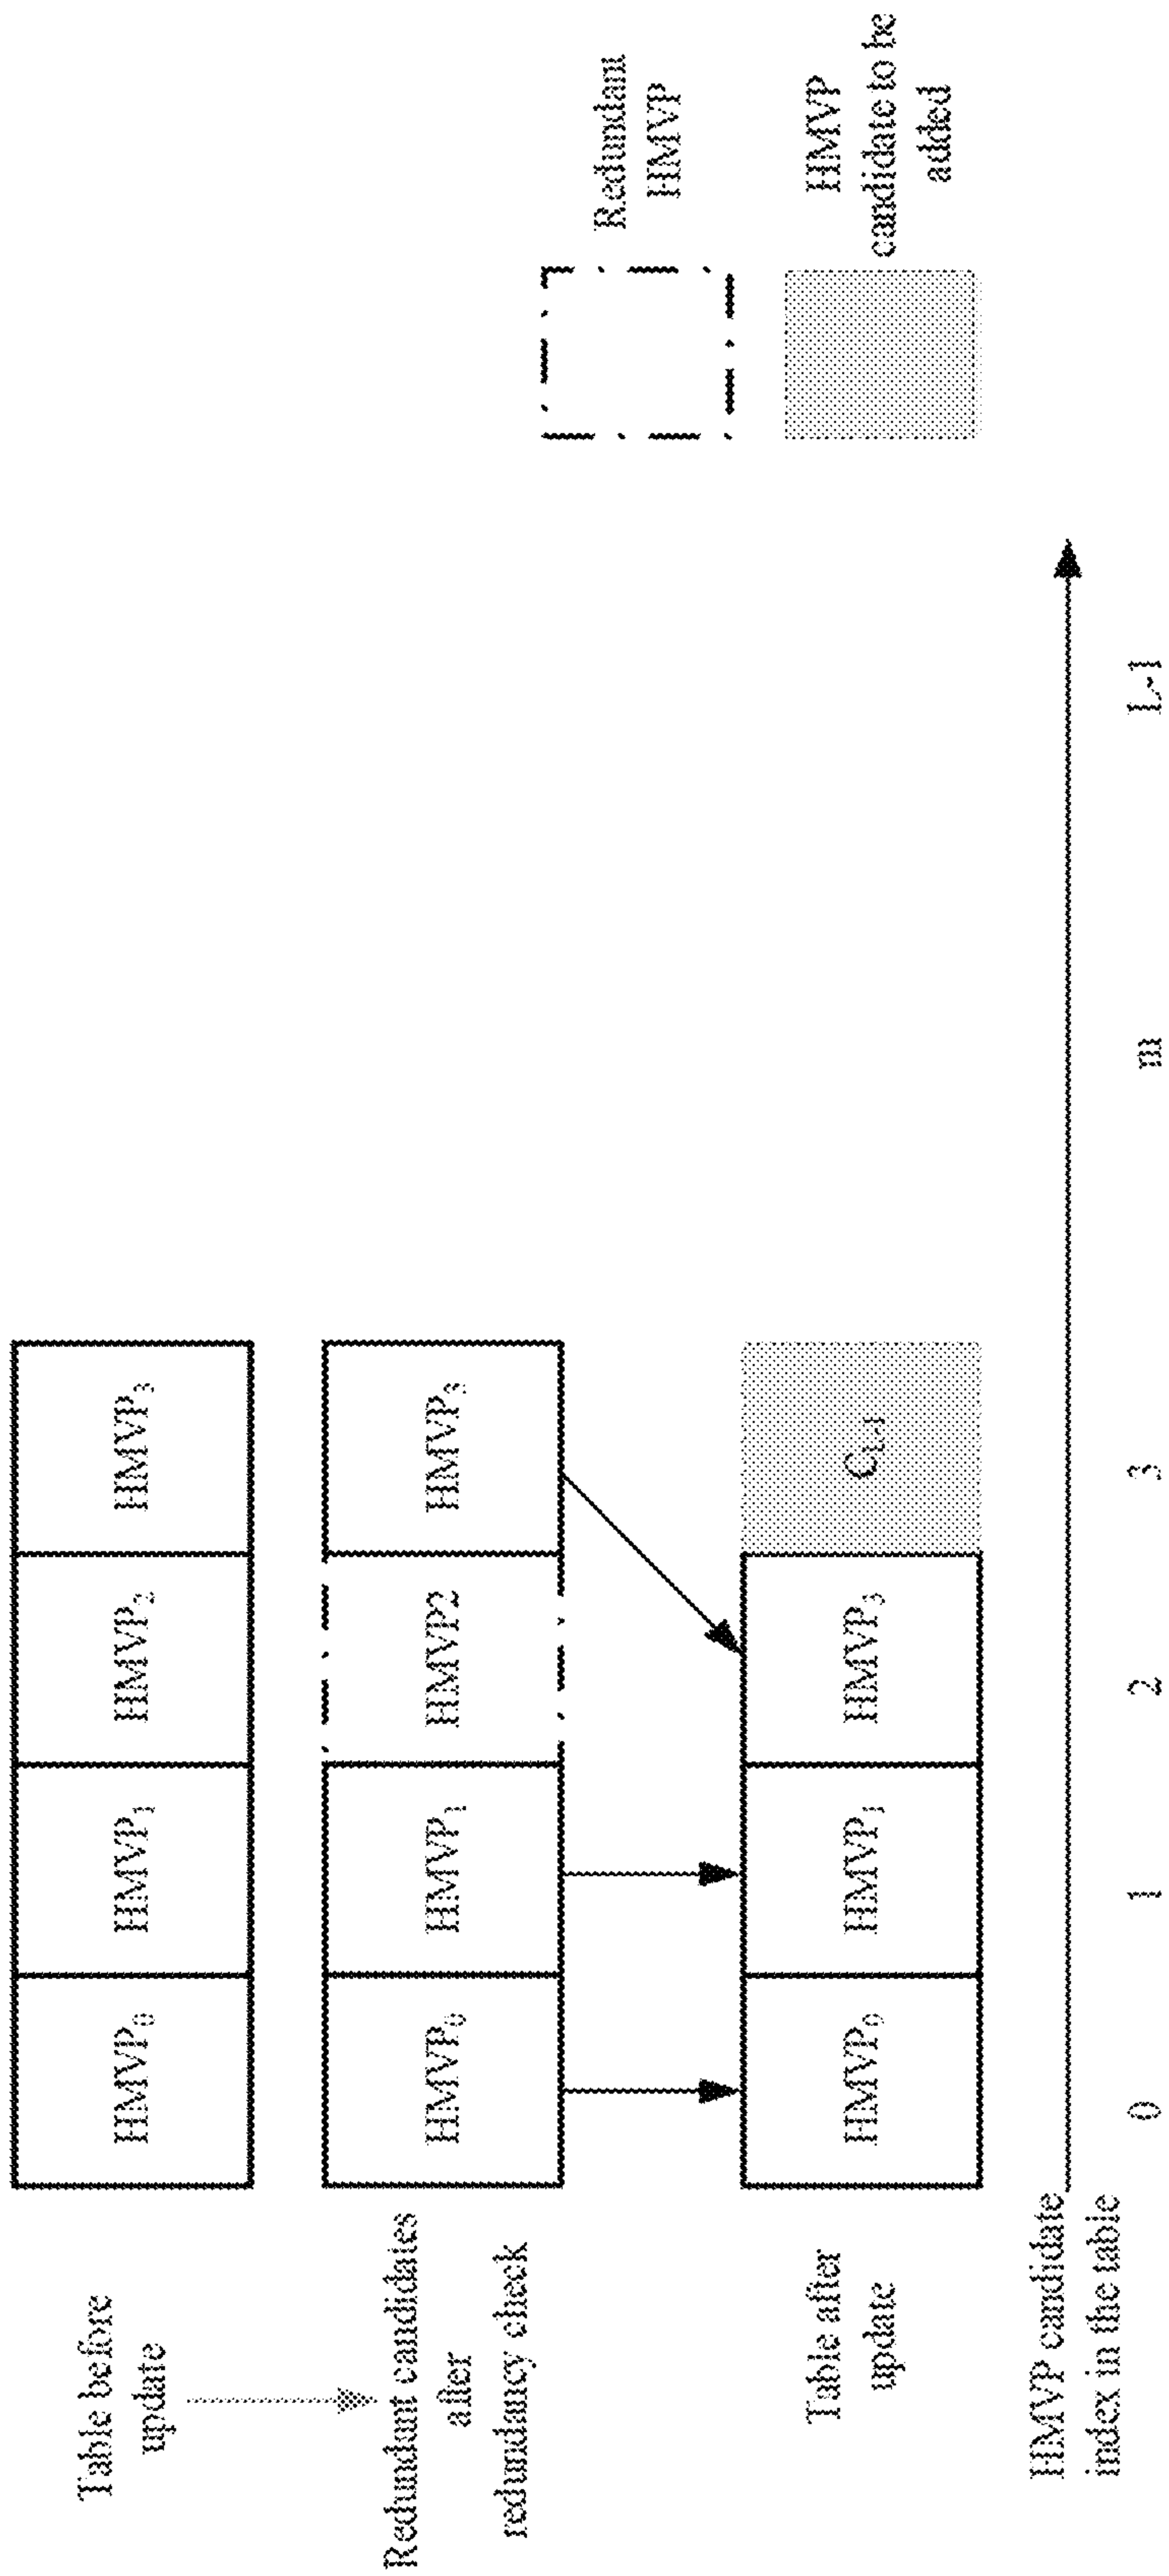 Table before
update
HMVP₀
HMVP₁
HMVP₂
HMVP₃
Redundant candidates
after
redundancy check
HMVP₀
HMVP₁
HMVP2
HMVP₃
Table after
update
HMVP₀
HMVP₁
HMVP₃
C_L-1
HMVP candidate
index in the table
0
1
2
3
m
L-1
Redundant
HMVP
HMVP
candidate to be
added